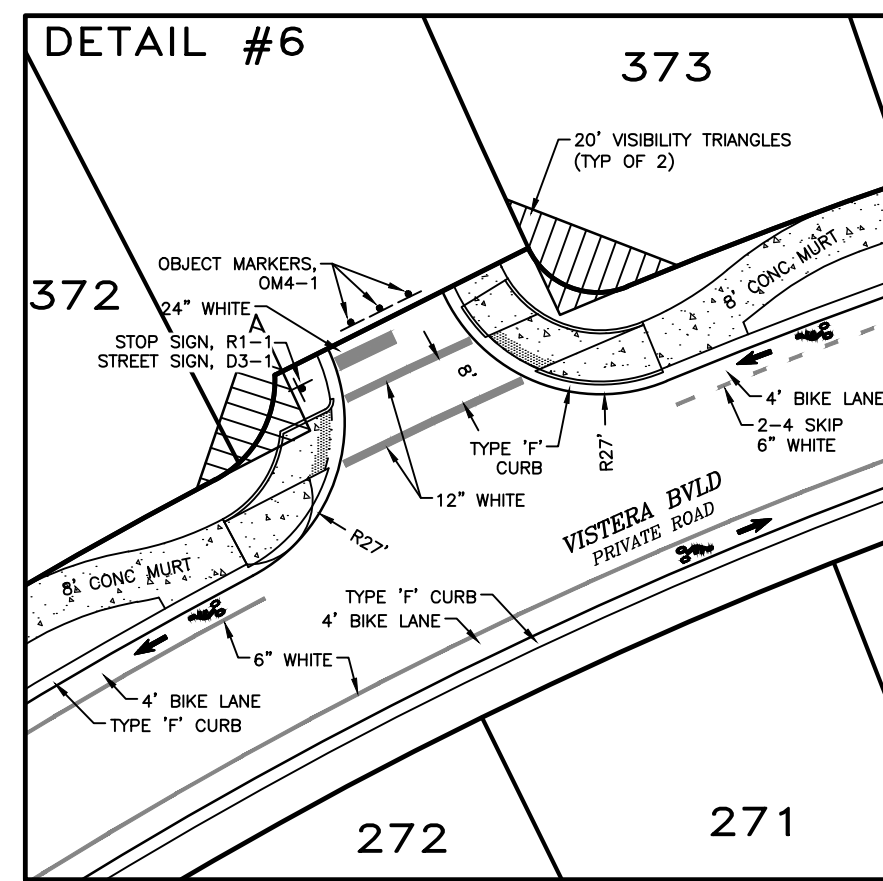 DETAIL #6
373
20' VISIBILITY TRIANGLES
(TYP OF 2)
OBJECT MARKERS,
OM4-1
372
24" WHITE
STOP SIGN, R1-1
STREET SIGN, D3-1
8' CONC MURT
8'
4' BIKE LANE
2-4 SKIP
6" WHITE
TYPE 'F'
CURB
R27'
12" WHITE
VISTERA BVLD
PRIVATE ROAD
R27'
8' CONC MURT
TYPE 'F' CURB
4' BIKE LANE
6" WHITE
4' BIKE LANE
TYPE 'F' CURB
272
271